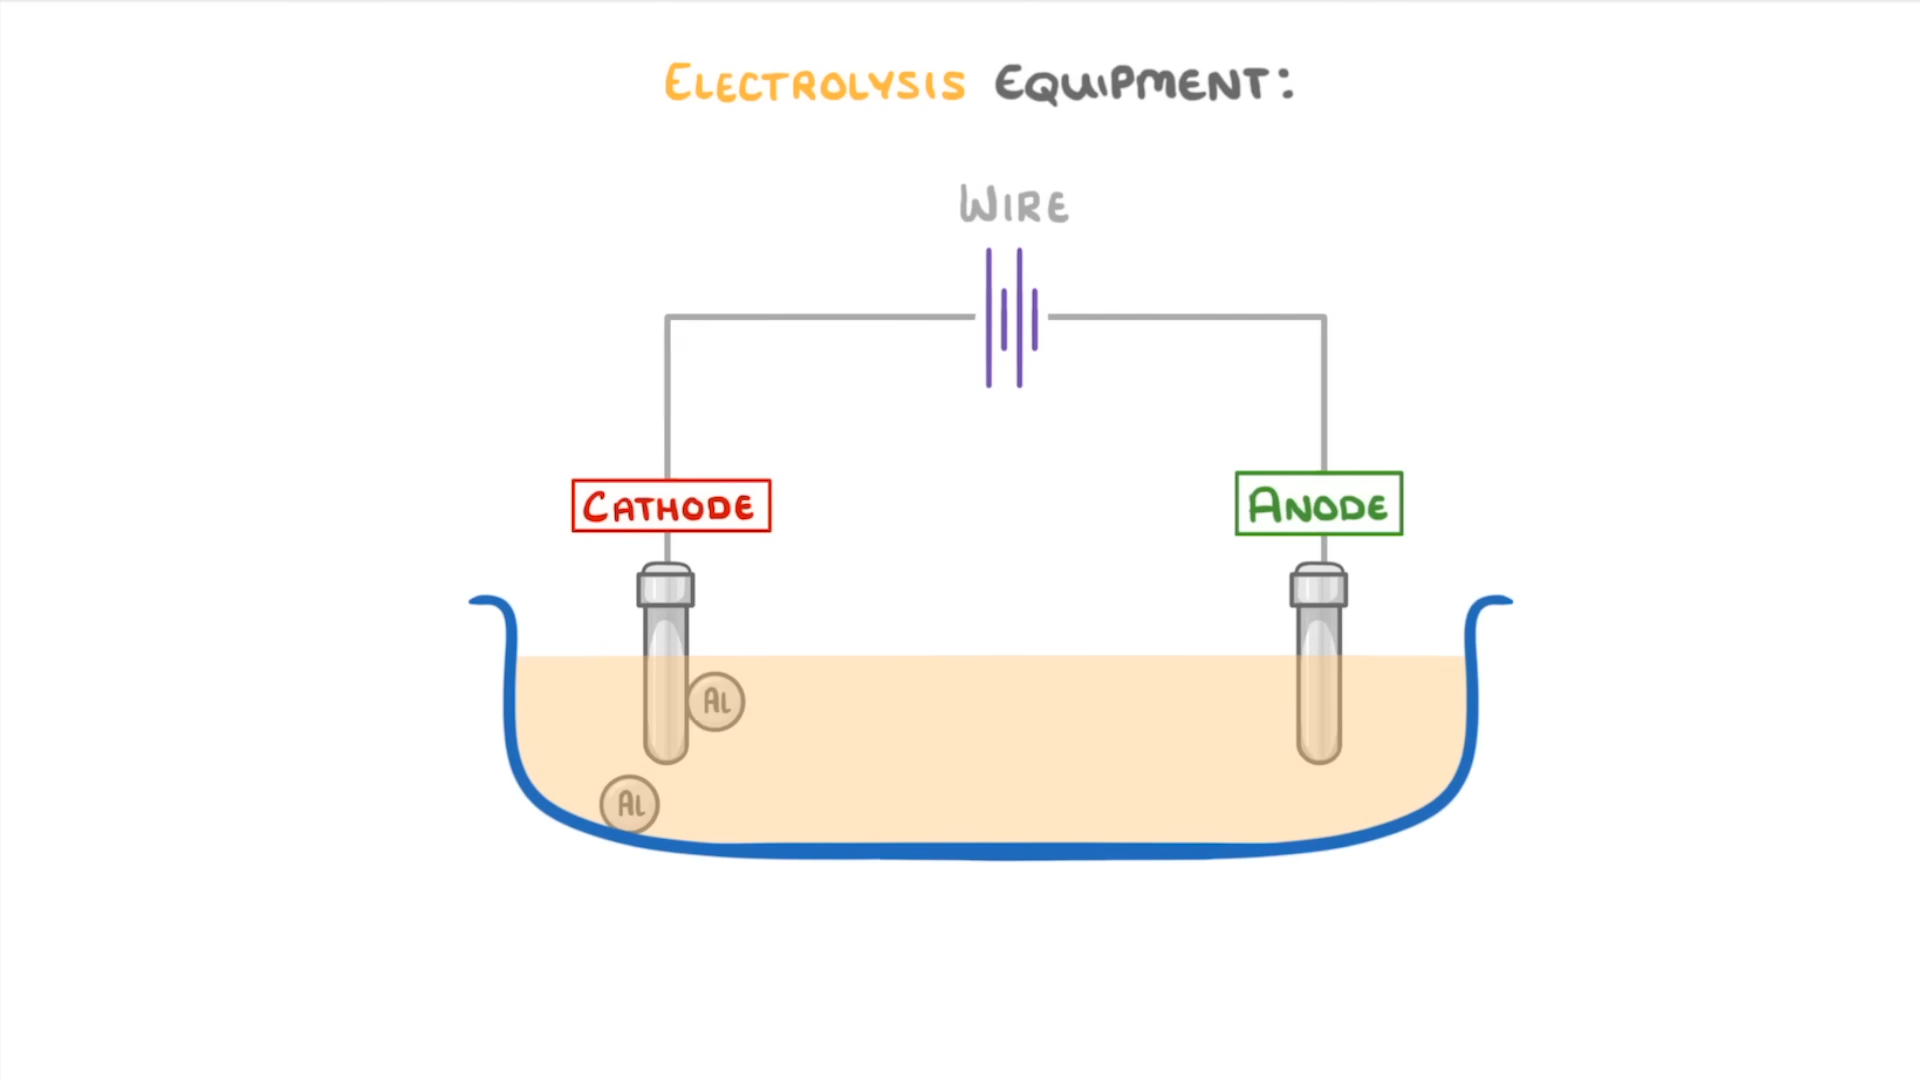 ELECTROLYSIS EQUIPMENT:
WIRE
CATHODE
ANODE
AL
AL